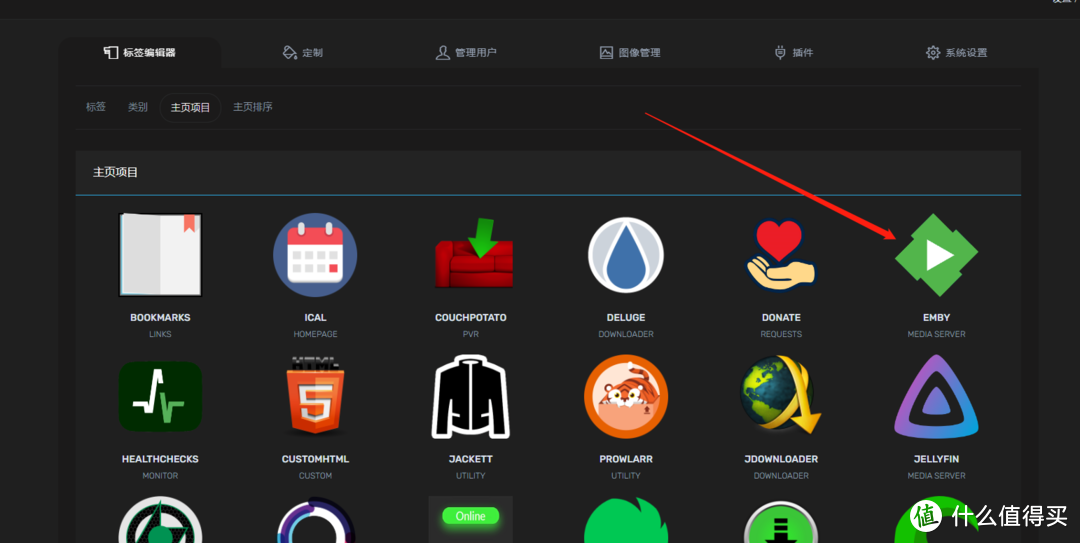 标签编辑器 定制 管理用户 图像管理 插件 系统设置
标签 类别 主页项目 主页排序
主页项目
BOOKMARKS ICAL COUCHPOTATO DELUGE DONATE EMBY
LINKS HOMEPAGE PVR DOWNLOADER REQUESTS MEDIA SERVER
HTML
5
HEALTHCHECKS CUSTOMHTML JACKETT PROWLARR JDOWNLOADER JELLYFIN
MONITOR CUSTOM UTILITY UTILITY DOWNLOADER MEDIA SERVER
Online
值 什么值得买